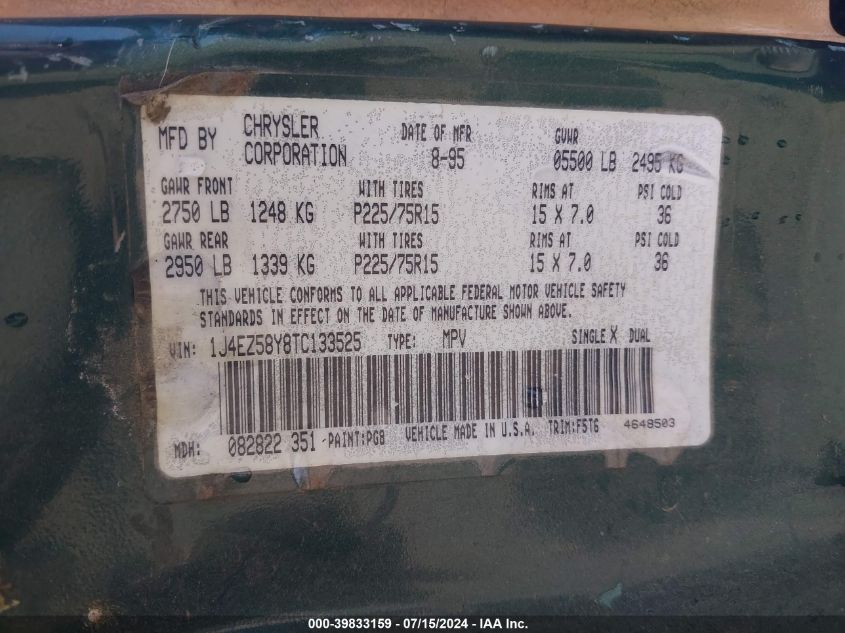 MFD BY CHRYSLER CORPORATION DATE OF MFR 8-95 GVWR 05500 LB 2495 KG
GAWR FRONT WITH TIRES RIMS AT PSI COLD
2750 LB 1248 KG P225/75R15 15 X 7.0 36
GAWR REAR WITH TIRES RIMS AT PSI COLD
2950 LB 1339 KG P225/75R15 15 X 7.0 36
THIS VEHICLE CONFORMS TO ALL APPLICABLE FEDERAL MOTOR VEHICLE SAFETY
STANDARDS IN EFFECT ON THE DATE OF MANUFACTURE SHOWN ABOVE.
VIN: 1J4EZ58Y8TC133525 TYPE: MPV SINGLE X DUAL
MDH: 082822 351 PAINT:PGB VEHICLE MADE IN U.S.A. TRIM:F5T6 4648503
000-39833159 — 07/15/2024 — IAA Inc.